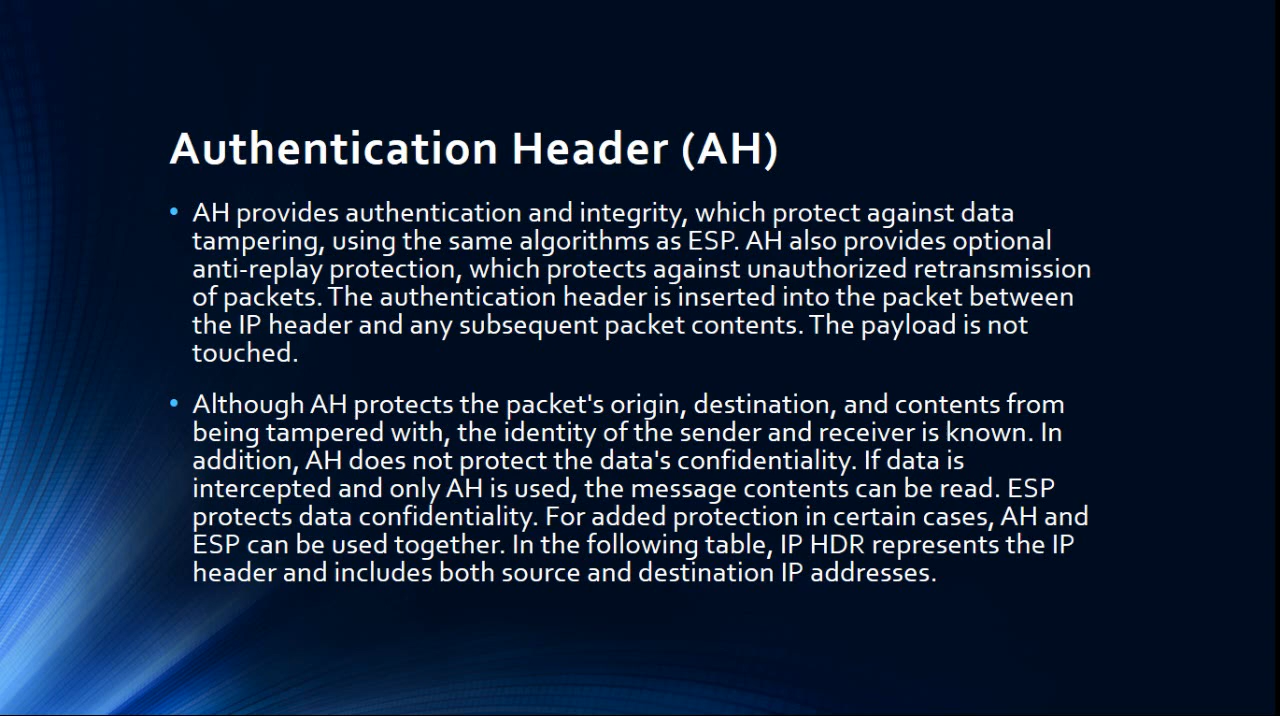 Authentication Header (AH)
• AH provides authentication and integrity, which protect against data
tampering, using the same algorithms as ESP. AH also provides optional
anti-replay protection, which protects against unauthorized retransmission
of packets. The authentication header is inserted into the packet between
the IP header and any subsequent packet contents. The payload is not
touched.
• Although AH protects the packet's origin, destination, and contents from
being tampered with, the identity of the sender and receiver is known. In
addition, AH does not protect the data's confidentiality. If data is
intercepted and only AH is used, the message contents can be read. ESP
protects data confidentiality. For added protection in certain cases, AH and
ESP can be used together. In the following table, IP HDR represents the IP
header and includes both source and destination IP addresses.